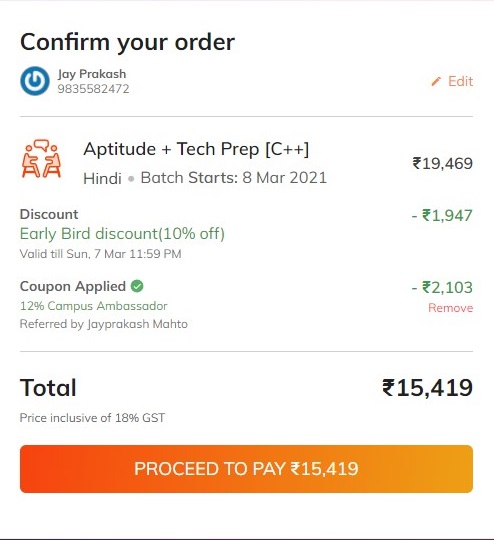 Confirm your order
Jay Prakash
9835582472
Edit
Aptitude + Tech Prep [C++]
₹19,469
Hindi • Batch Starts: 8 Mar 2021
Discount
- ₹1,947
Early Bird discount(10% off)
Valid till Sun, 7 Mar 11:59 PM
Coupon Applied
- ₹2,103
12% Campus Ambassador
Remove
Referred by Jayprakash Mahto
Total
₹15,419
Price inclusive of 18% GST
PROCEED TO PAY ₹15,419